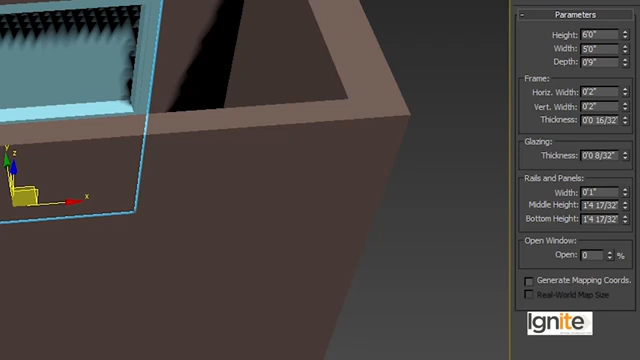 Parameters
Height: 6'0"
Width: 5'0"
Depth: 0'9"
Frame:
Horiz. Width: 0'2"
Vert. Width: 0'2"
Thickness: 0'0 16/32"
Glazing:
Thickness: 0'0 8/32"
Rails and Panels:
Width: 0'1"
Middle Height: 1'4 17/32"
Bottom Height: 1'4 17/32"
Open Window:
Open: 0 %
Generate Mapping Coords.
Real-World Map Size
Ignite
y
z
x